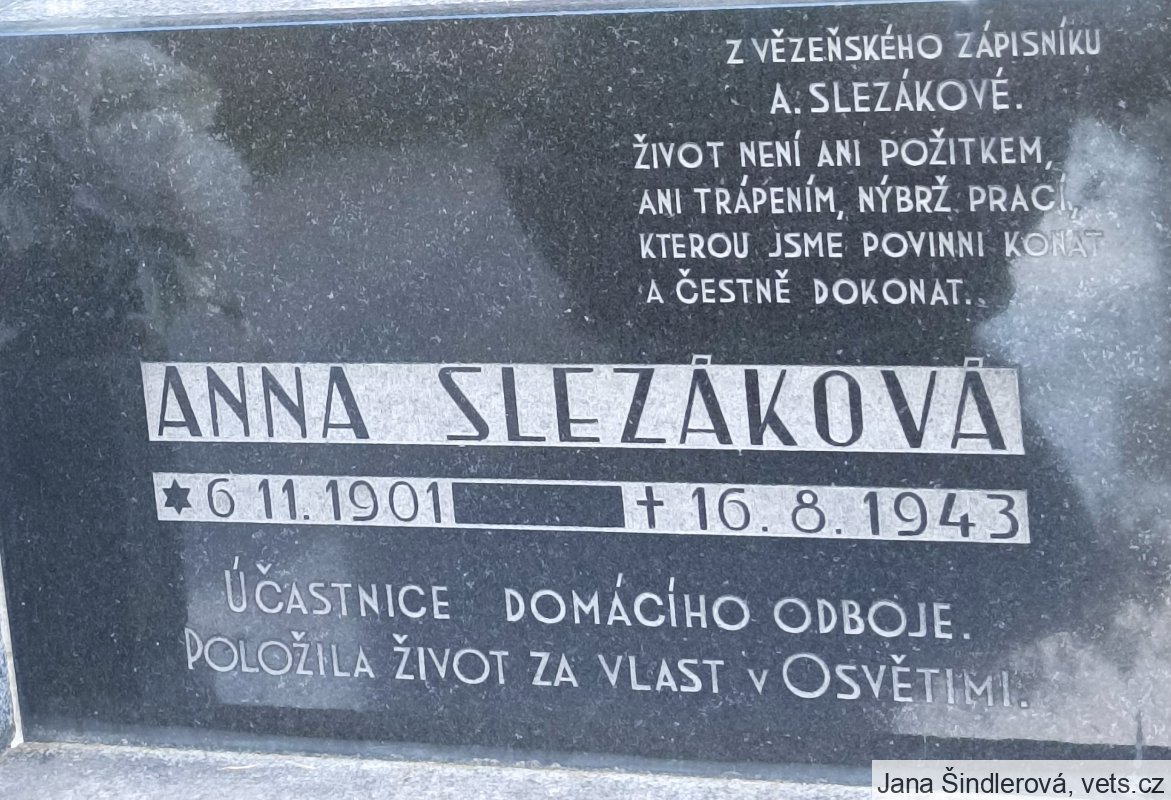 Z VĚZEŇSKÉHO ZÁPISNÍKU
A. SLEZÁKOVÉ.
ŽIVOT NENÍ ANI POŽITKEM,
ANI TRÁPENÍM, NÝBRŽ PRACÍ,
KTEROU JSME POVINNI KONAT
A ČESTNĚ DOKONAT.
ANNA SLEZÁKOVÁ
✶ 6 11. 1901 † 16. 8. 1943
ÚČASTNICE DOMÁCÍHO ODBOJE.
POLOŽILA ŽIVOT ZA VLAST V OSVĚTIMI.
Jana Šindlerová, vets.cz